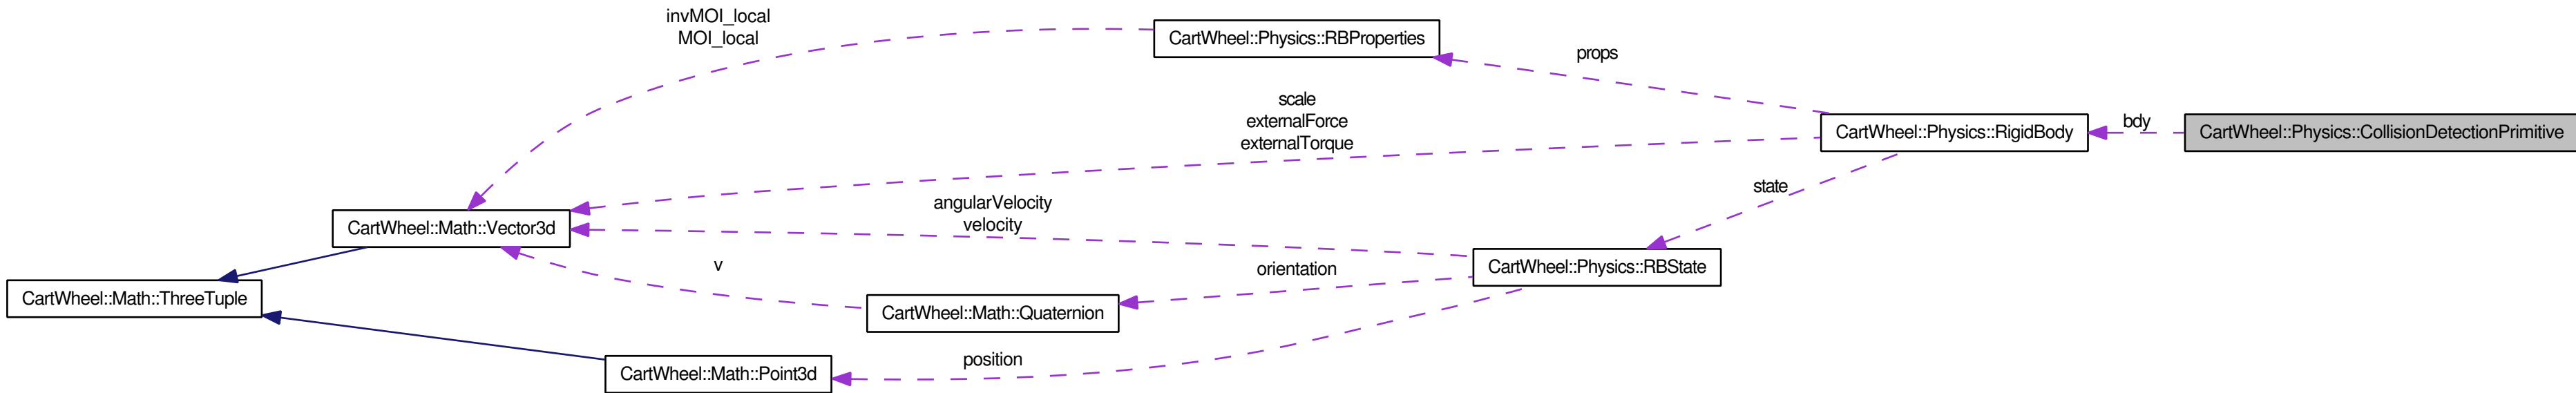 invMOI_local
MOI_local
CartWheel::Physics::RBProperties
props
scale
externalForce
externalTorque
CartWheel::Physics::RigidBody
bdy
CartWheel::Physics::CollisionDetectionPrimitive
state
angularVelocity
velocity
CartWheel::Math::Vector3d
v
orientation
CartWheel::Physics::RBState
CartWheel::Math::ThreeTuple
CartWheel::Math::Quaternion
position
CartWheel::Math::Point3d